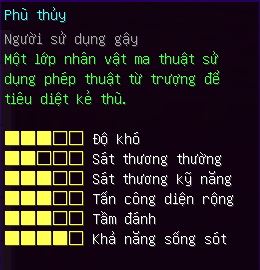 Phù thủy
Người sử dụng gậy
Một lớp nhân vật ma thuật sử
dụng phép thuật từ trượng để
tiêu diệt kẻ thù.
Độ khó
Sát thương thường
Sát thương kỹ năng
Tấn công diện rộng
Tầm đánh
Khả năng sống sót